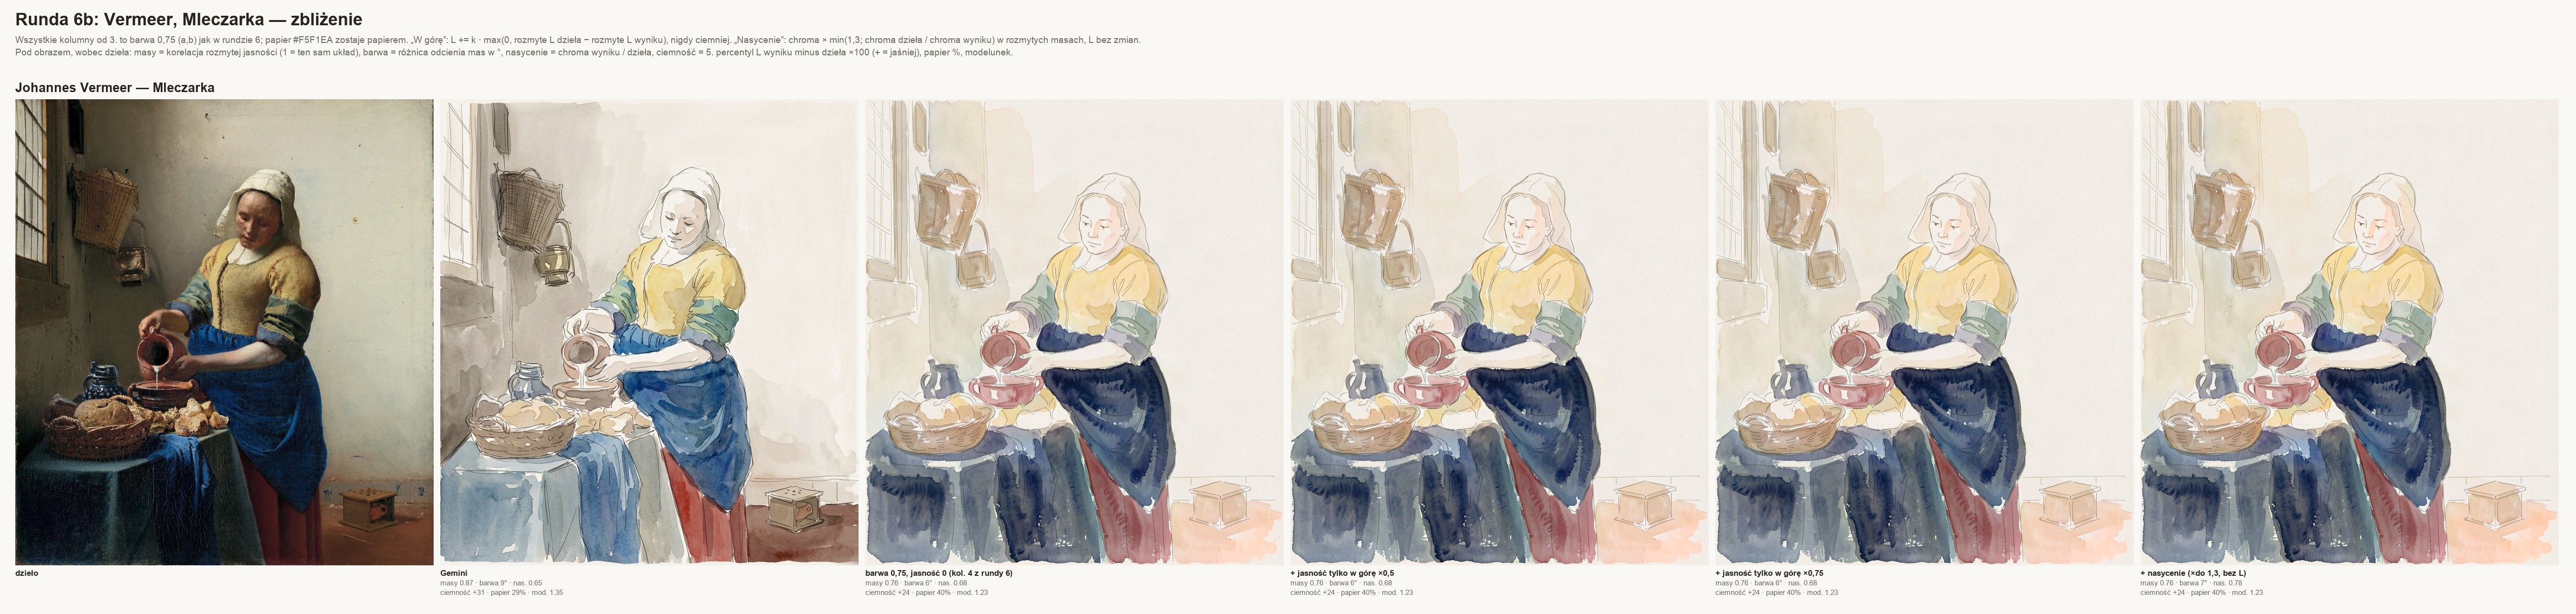 Runda 6b: Vermeer, Mleczarka — zbliżenie
Wszystkie kolumny od 3. to barwa 0,75 (a,b) jak w rundzie 6; papier #F5F1EA zostaje papierem. „W górę”: L += k · max(0, rozmyte L dzieła − rozmyte L wyniku), nigdy ciemniej. „Nasycenie”: chroma × min(1,3; chroma dzieła / chroma wyniku) w rozmytych masach, L bez zmian.
Pod obrazem, wobec dzieła: masy = korelacja rozmytej jasności (1 = ten sam układ), barwa = różnica odcienia mas w °, nasycenie = chroma wyniku / dzieła, ciemność = 5. percentyl L wyniku minus dzieła ×100 (+ = jaśniej), papier %, modelunek.
Johannes Vermeer — Mleczarka
dzieło
Gemini
masy 0.87 · barwa 9° · nas. 0.65
ciemność +31 · papier 29% · mod. 1.35
barwa 0,75, jasność 0 (kol. 4 z rundy 6)
masy 0.76 · barwa 6° · nas. 0.68
ciemność +24 · papier 40% · mod. 1.23
+ jasność tylko w górę ×0,5
masy 0.76 · barwa 6° · nas. 0.68
ciemność +24 · papier 40% · mod. 1.23
+ jasność tylko w górę ×0,75
masy 0.76 · barwa 6° · nas. 0.68
ciemność +24 · papier 40% · mod. 1.23
+ nasycenie (×do 1,3, bez L)
masy 0.76 · barwa 7° · nas. 0.78
ciemność +24 · papier 40% · mod. 1.23